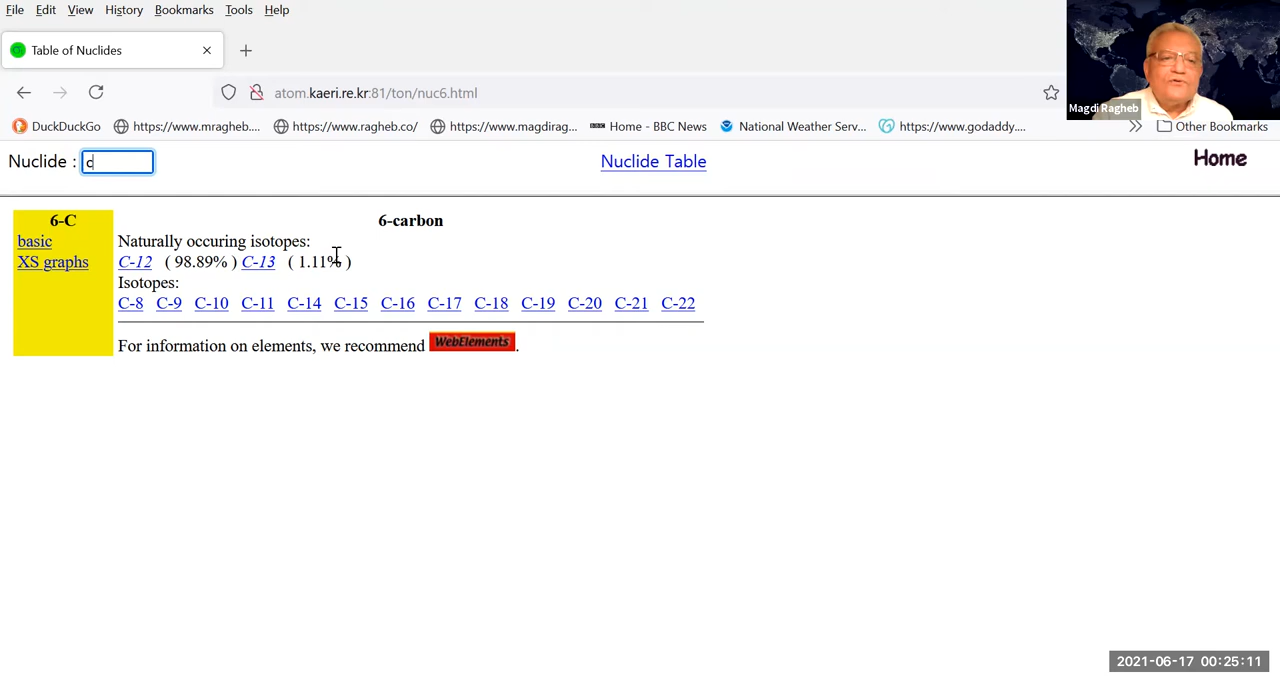 File Edit View History Bookmarks Tools Help
Table of Nuclides
atom.kaeri.re.kr:81/ton/nuc6.html
Magdi Ragheb
DuckDuckGo https://www.mragheb.... https://www.ragheb.co/ https://www.magdirag... Home - BBC News National Weather Serv... https://www.godaddy.... Other Bookmarks
Nuclide : c Nuclide Table Home
6-C 6-carbon
basic Naturally occuring isotopes:
XS graphs C-12 ( 98.89% ) C-13 ( 1.11% )
Isotopes:
C-8 C-9 C-10 C-11 C-14 C-15 C-16 C-17 C-18 C-19 C-20 C-21 C-22
For information on elements, we recommend WebElements.
2021-06-17 00:25:11